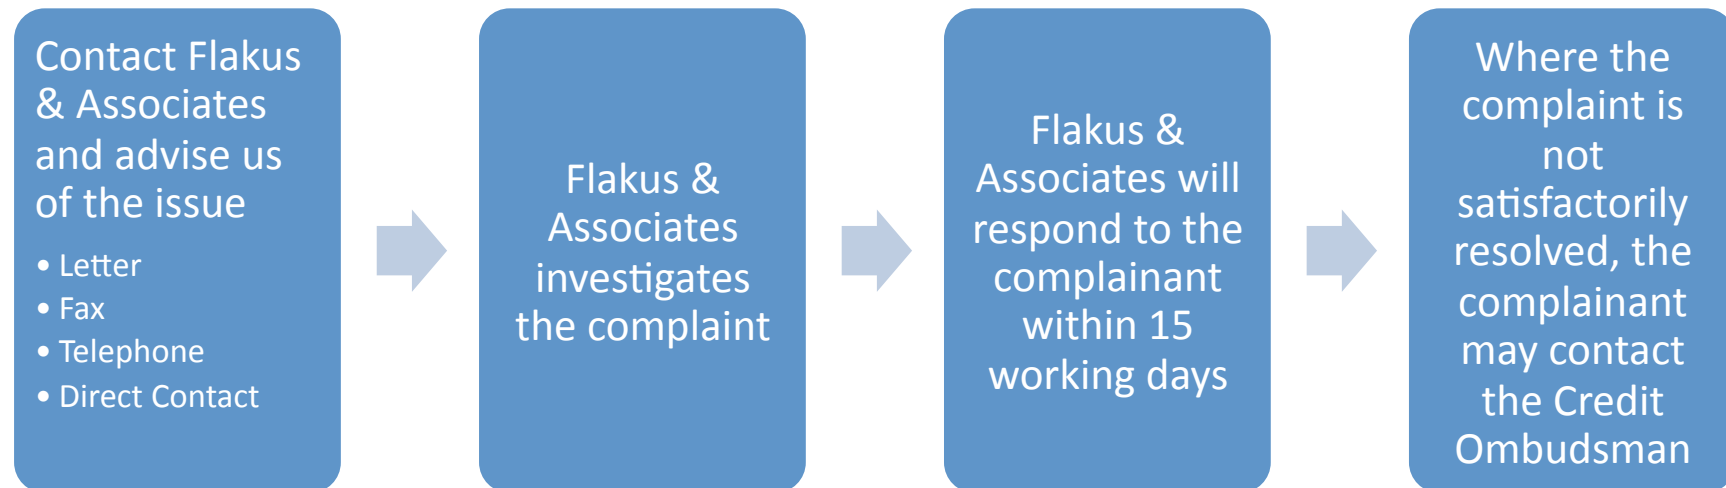 Contact Flakus
& Associates
and advise us
of the issue
• Letter
• Fax
• Telephone
• Direct Contact
Flakus &
Associates
investigates
the complaint
Flakus &
Associates will
respond to the
complainant
within 15
working days
Where the
complaint is
not
satisfactorily
resolved, the
complainant
may contact
the Credit
Ombudsman